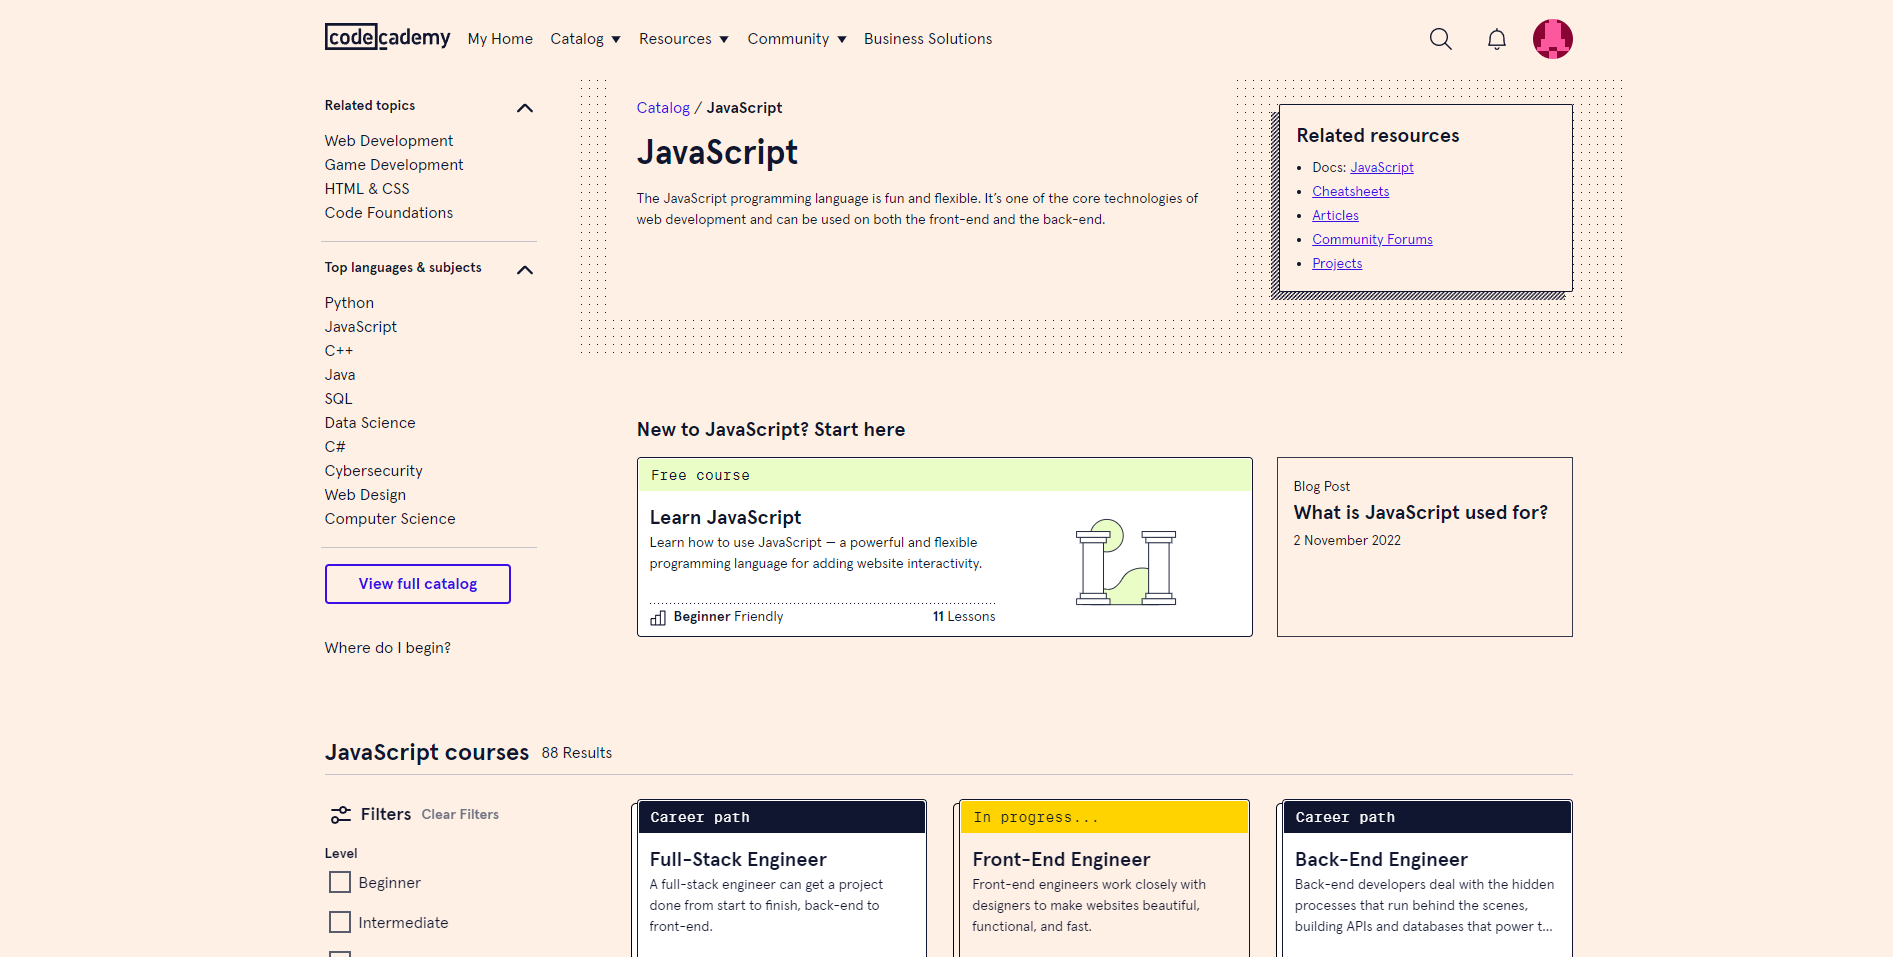 codecademy My Home Catalog Resources Community Business Solutions
Related topics
Web Development
Game Development
HTML & CSS
Code Foundations
Top languages & subjects
Python
JavaScript
C++
Java
SQL
Data Science
C#
Cybersecurity
Web Design
Computer Science
View full catalog
Where do I begin?
Catalog / JavaScript
JavaScript
The JavaScript programming language is fun and flexible. It’s one of the core technologies of
web development and can be used on both the front-end and the back-end.
Related resources
• Docs: JavaScript
• Cheatsheets
• Articles
• Community Forums
• Projects
New to JavaScript? Start here
Free course
Learn JavaScript
Learn how to use JavaScript — a powerful and flexible
programming language for adding website interactivity.
Beginner Friendly 11 Lessons
Blog Post
What is JavaScript used for?
2 November 2022
JavaScript courses 88 Results
Filters Clear Filters
Level
Beginner
Intermediate
Career path
Full-Stack Engineer
A full-stack engineer can get a project
done from start to finish, back-end to
front-end.
In progress...
Front-End Engineer
Front-end engineers work closely with
designers to make websites beautiful,
functional, and fast.
Career path
Back-End Engineer
Back-end developers deal with the hidden
processes that run behind the scenes,
building APIs and databases that power t...